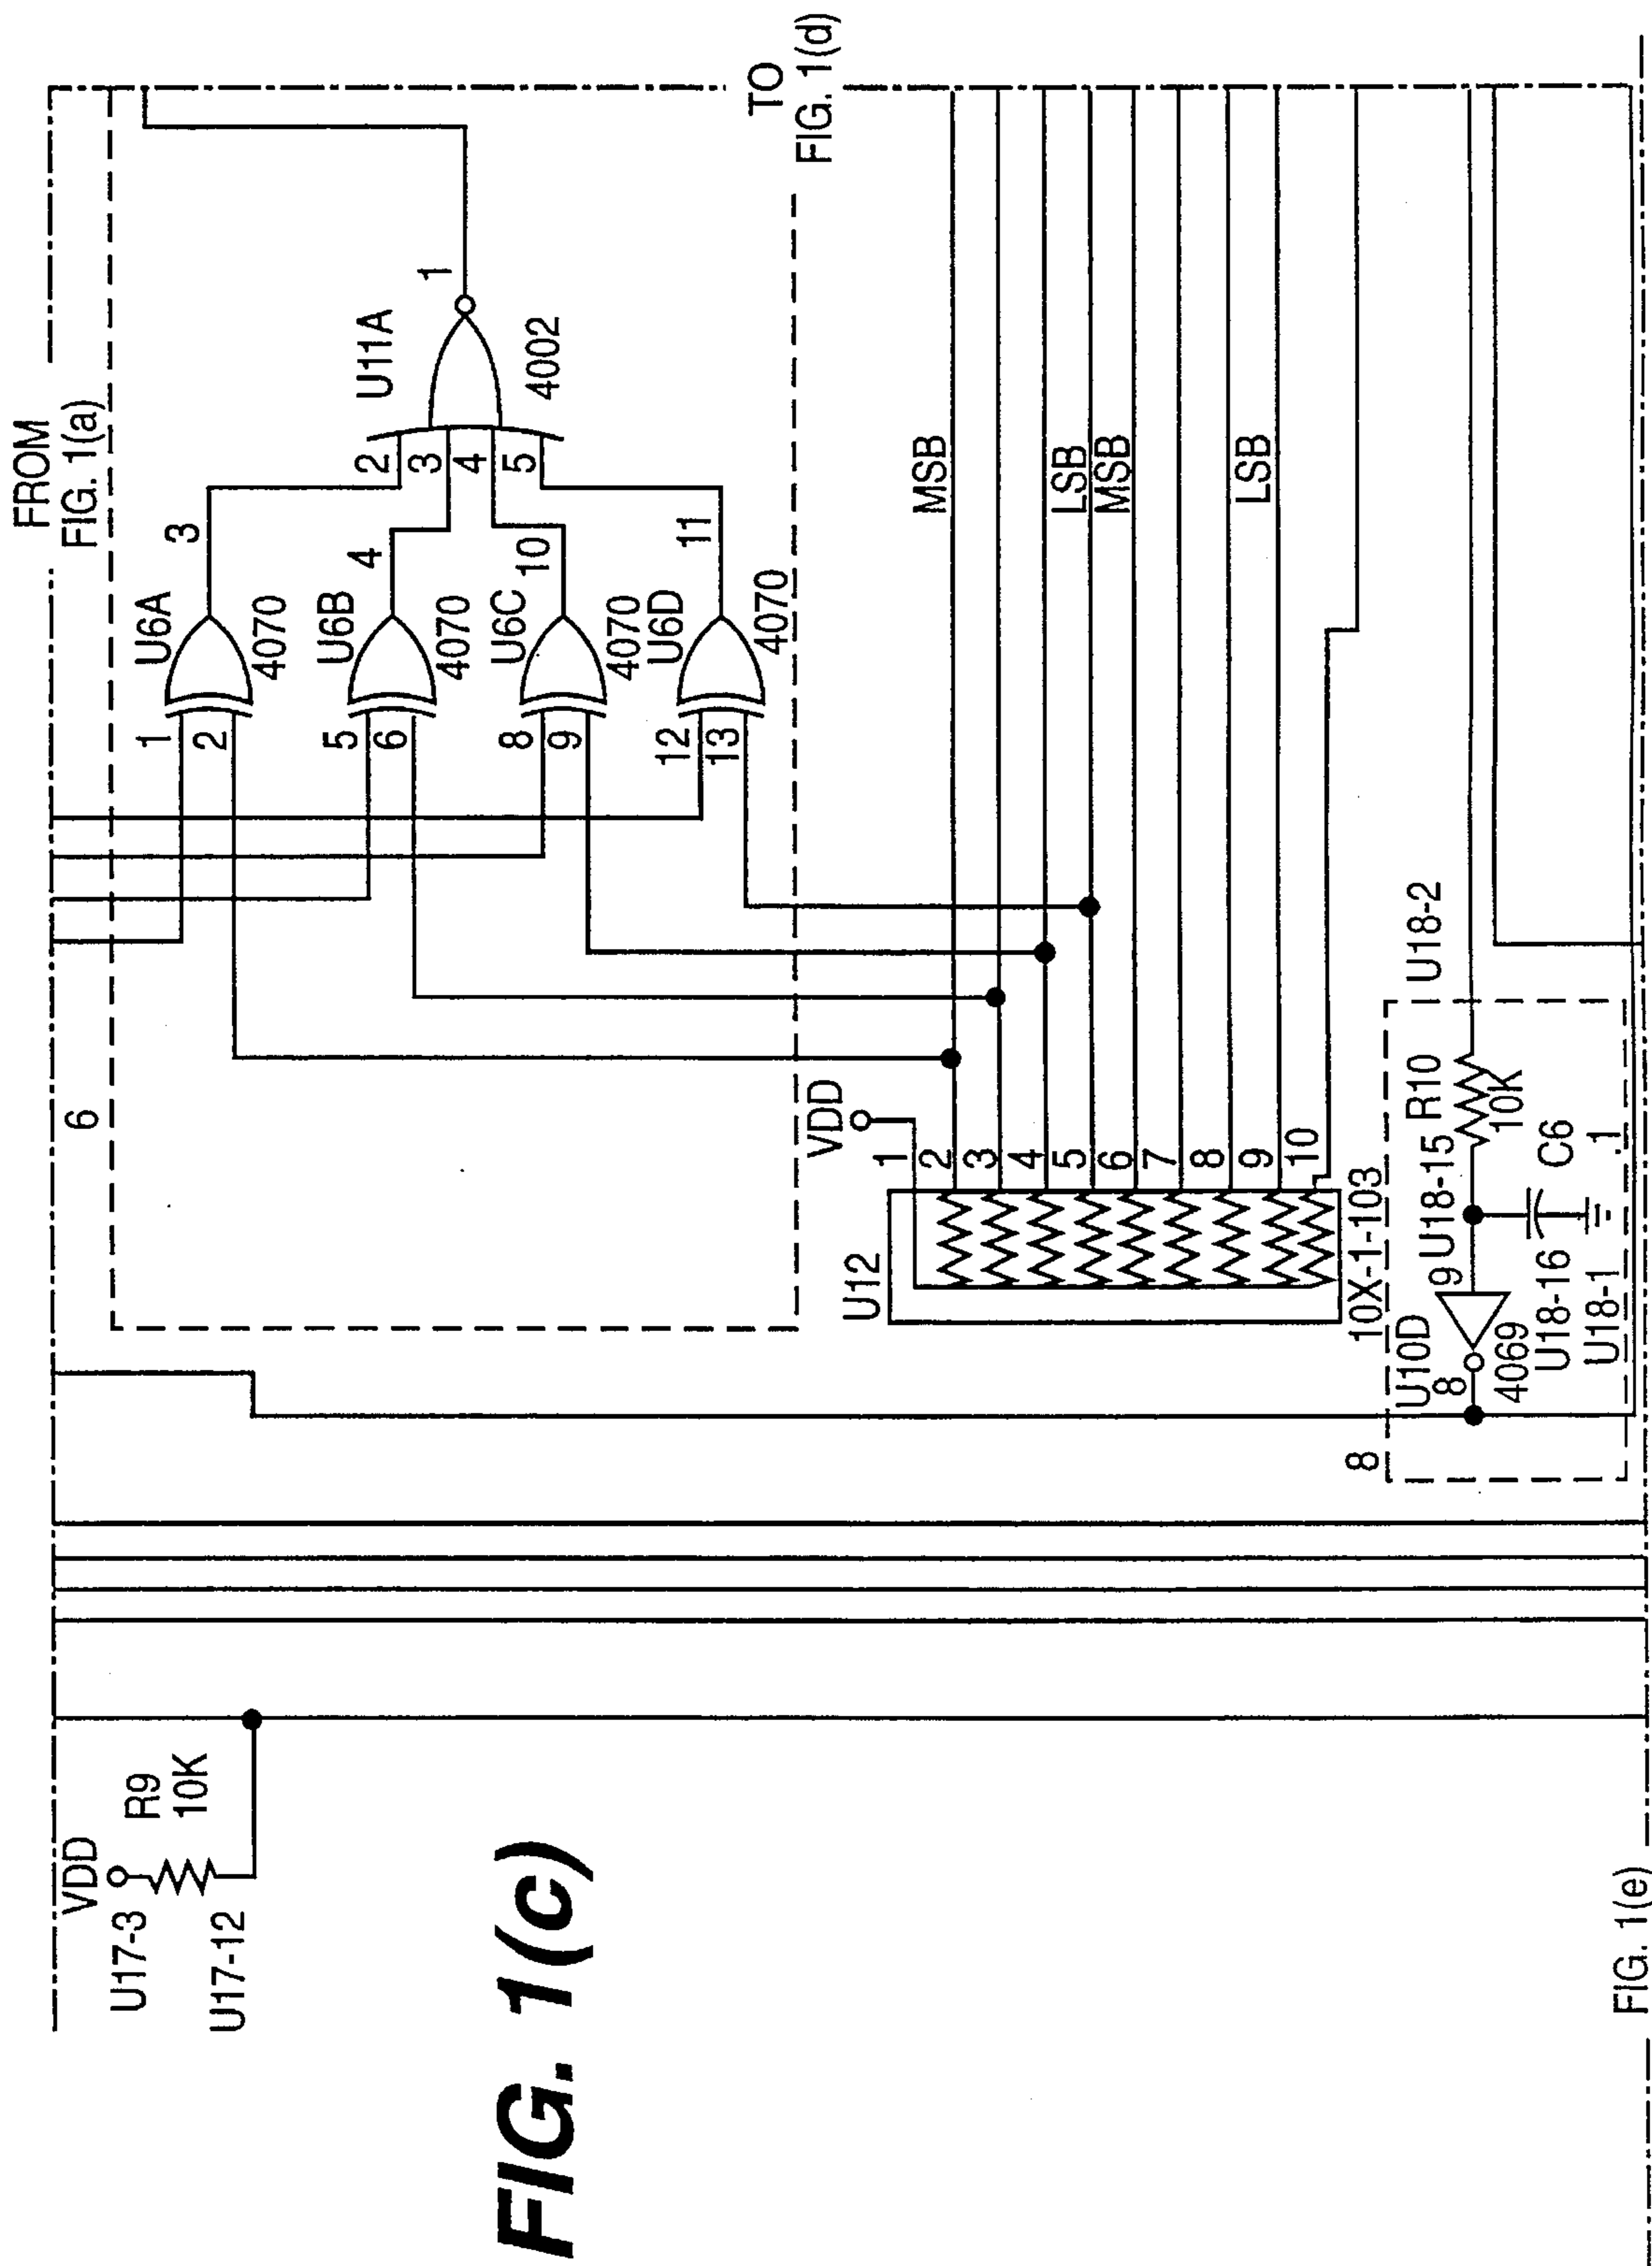 FROM
FIG. 1(a)
TO
FIG. 1(d)
6
U6A
1
2
3
4070
U6B
5
6
4
4070
U6C
8
9
10
4070
U6D
12
13
11
4070
U11A
2
3
4
5
1
4002
MSB
LSB
MSB
LSB
VDD
U12
1
2
3
4
5
6
7
8
9
10
10X-1-103
8
U10D
8
9
4069
U18-15
R10
10K
U18-2
U18-16
C6
.1
U18-1
VDD
U17-3
R9
10K
U17-12
FIG. 1(c)
FIG. 1(e)